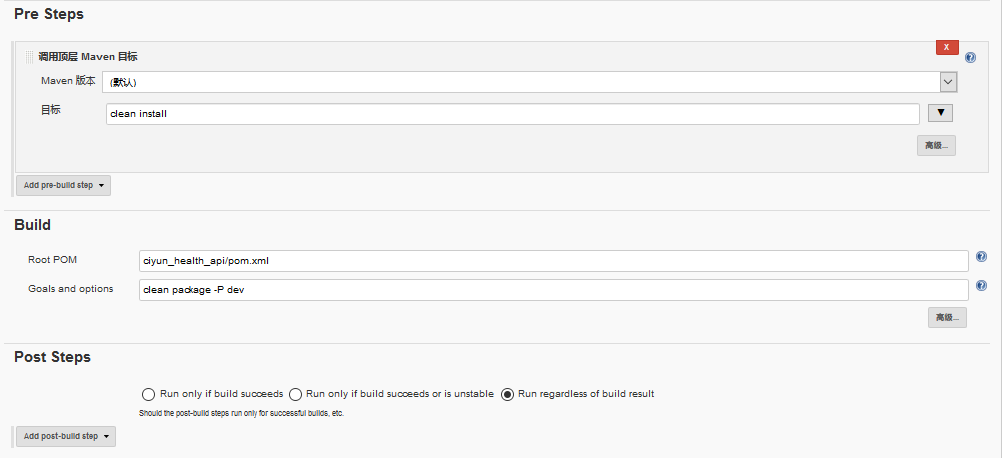 Pre Steps
调用顶层 Maven 目标
X
Maven 版本
(默认)
目标
clean install
高级...
Add pre-build step
Build
Root POM
ciyun_health_api/pom.xml
Goals and options
clean package -P dev
高级...
Post Steps
Run only if build succeeds Run only if build succeeds or is unstable Run regardless of build result
Should the post-build steps run only for successful builds, etc.
Add post-build step